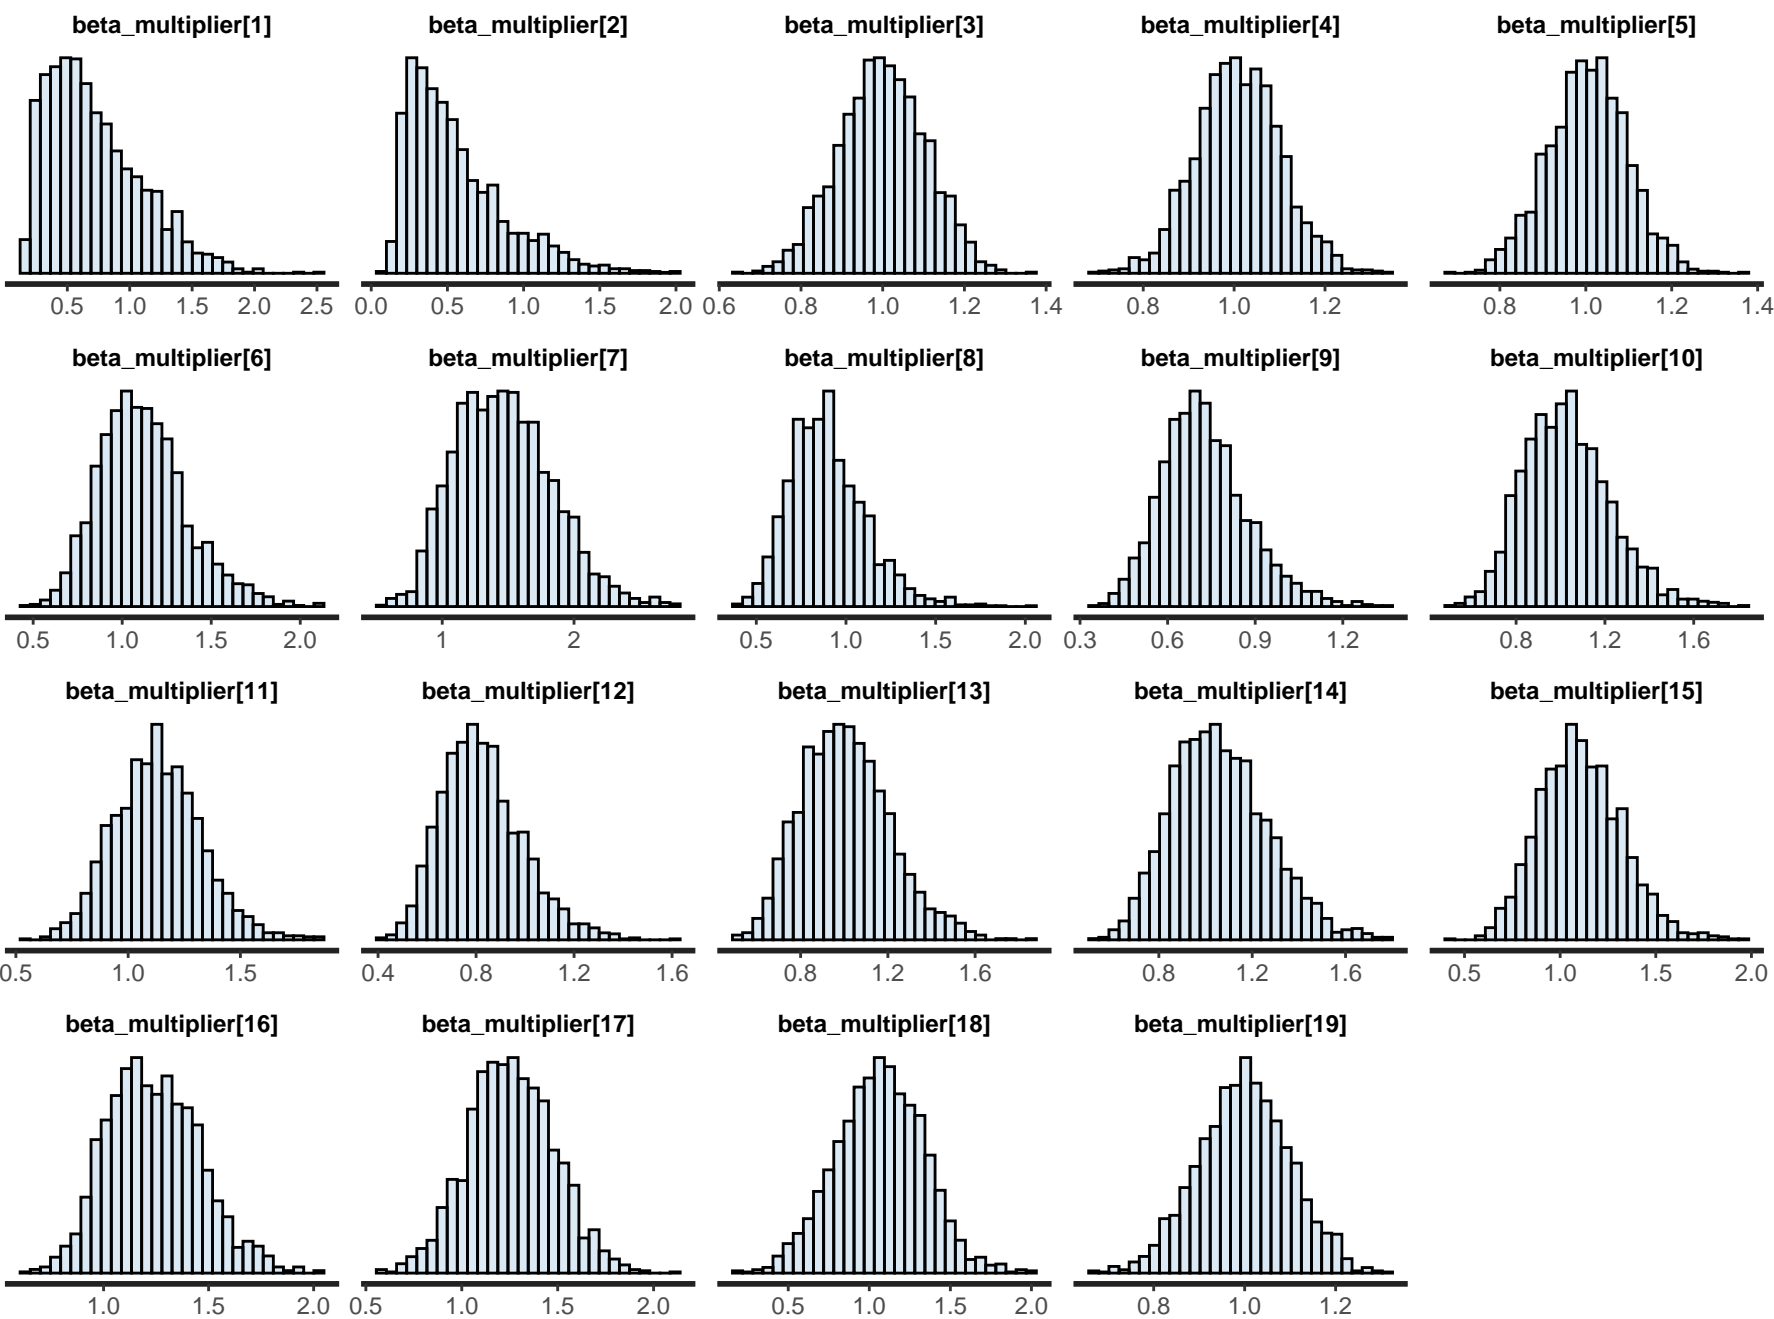 beta_multiplier[1] beta_multiplier[2] beta_multiplier[3] beta_multiplier[4] beta_multiplier[5]
0.5 1.0 1.5 2.0 2.5 0.0 0.5 1.0 1.5 2.0 0.6 0.8 1.0 1.2 1.4 0.8 1.0 1.2 0.8 1.0 1.2 1.4
beta_multiplier[6] beta_multiplier[7] beta_multiplier[8] beta_multiplier[9] beta_multiplier[10]
0.5 1.0 1.5 2.0 1 2 0.5 1.0 1.5 2.0 0.3 0.6 0.9 1.2 0.8 1.2 1.6
beta_multiplier[11] beta_multiplier[12] beta_multiplier[13] beta_multiplier[14] beta_multiplier[15]
0.5 1.0 1.5 0.4 0.8 1.2 1.6 0.8 1.2 1.6 0.8 1.2 1.6 0.5 1.0 1.5 2.0
beta_multiplier[16] beta_multiplier[17] beta_multiplier[18] beta_multiplier[19]
1.0 1.5 2.0 0.5 1.0 1.5 2.0 0.5 1.0 1.5 2.0 0.8 1.0 1.2